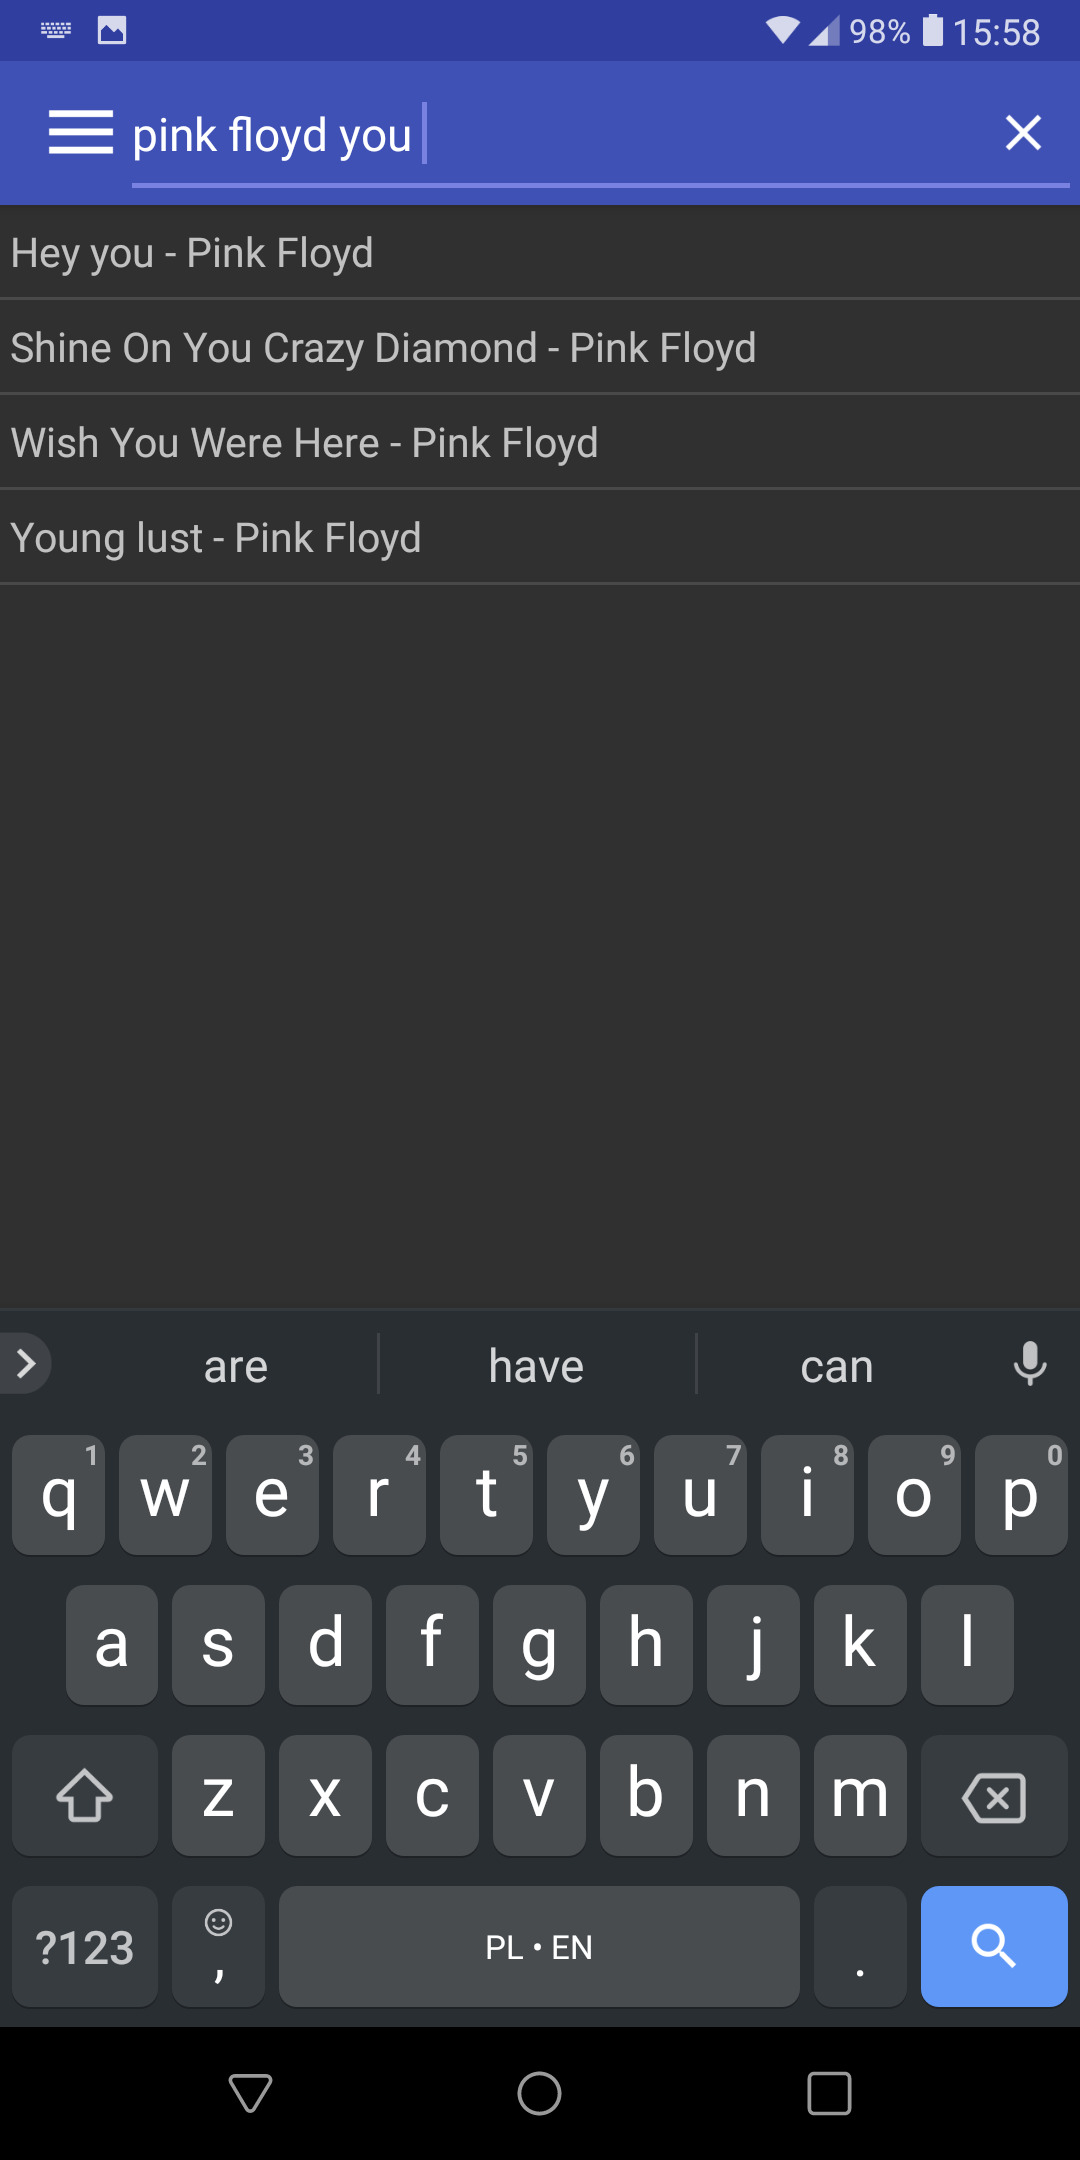 98% 15:58
pink floyd you
Hey you - Pink Floyd
Shine On You Crazy Diamond - Pink Floyd
Wish You Were Here - Pink Floyd
Young lust - Pink Floyd
are have can
1 2 3 4 5 6 7 8 9 0
q w e r t y u i o p
a s d f g h j k l
z x c v b n m
?123 , PL • EN .